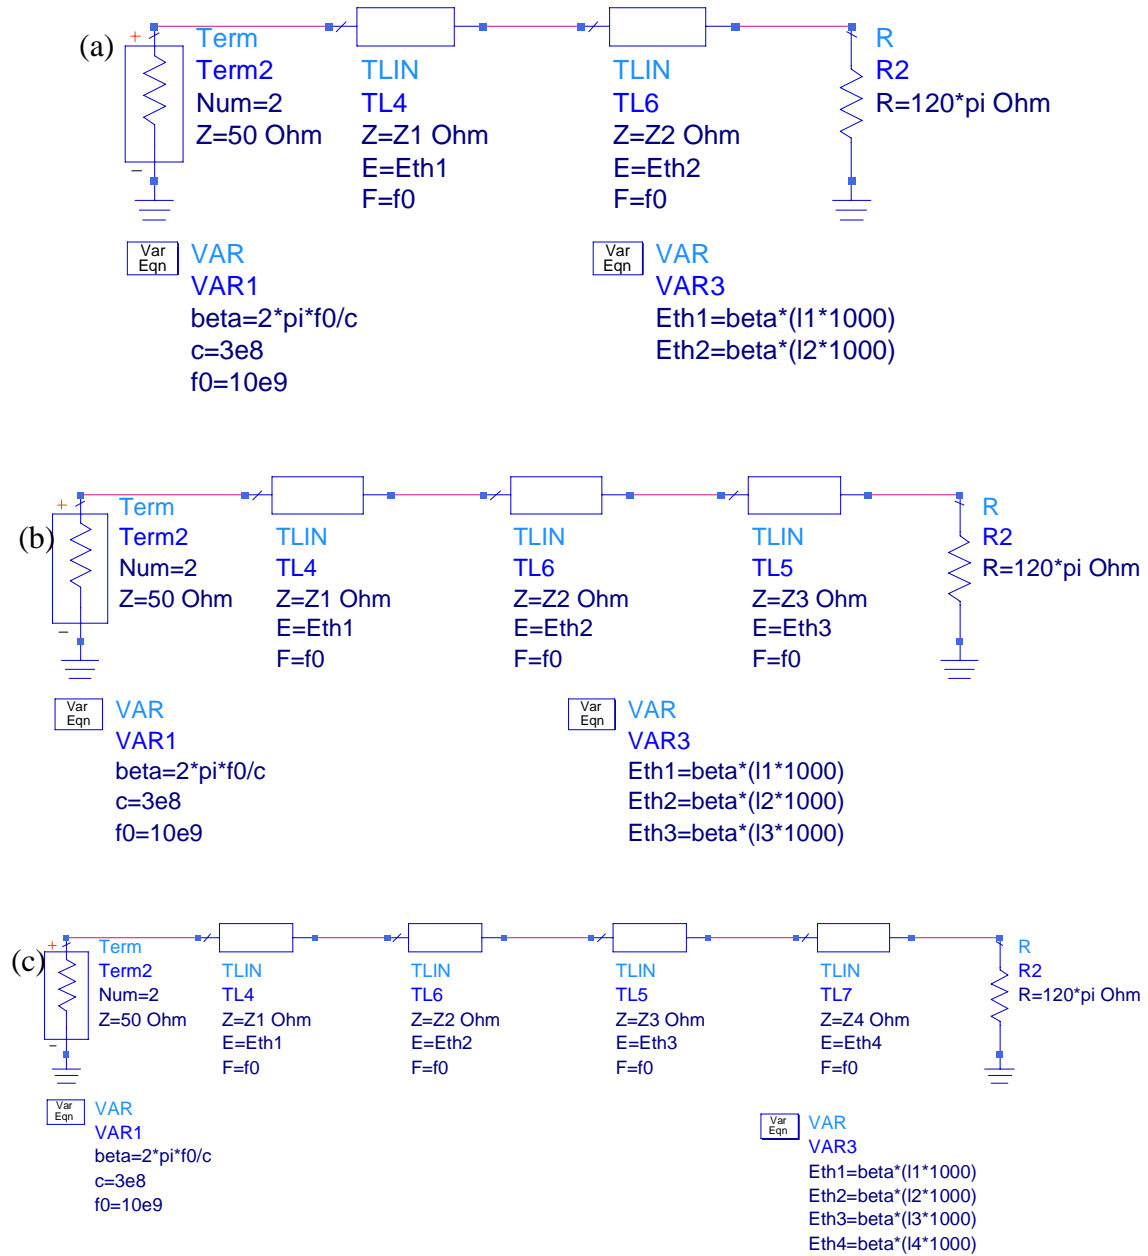 (a)
+
Term
Term2
Num=2
Z=50 Ohm
−
TLIN
TL4
Z=Z1 Ohm
E=Eth1
F=f0
TLIN
TL6
Z=Z2 Ohm
E=Eth2
F=f0
R
R2
R=120*pi Ohm
Var
Eqn
VAR
VAR1
beta=2*pi*f0/c
c=3e8
f0=10e9
Var
Eqn
VAR
VAR3
Eth1=beta*(l1*1000)
Eth2=beta*(l2*1000)
(b)
+
Term
Term2
Num=2
Z=50 Ohm
−
TLIN
TL4
Z=Z1 Ohm
E=Eth1
F=f0
TLIN
TL6
Z=Z2 Ohm
E=Eth2
F=f0
TLIN
TL5
Z=Z3 Ohm
E=Eth3
F=f0
R
R2
R=120*pi Ohm
Var
Eqn
VAR
VAR1
beta=2*pi*f0/c
c=3e8
f0=10e9
Var
Eqn
VAR
VAR3
Eth1=beta*(l1*1000)
Eth2=beta*(l2*1000)
Eth3=beta*(l3*1000)
(c)
+
Term
Term2
Num=2
Z=50 Ohm
-
TLIN
TL4
Z=Z1 Ohm
E=Eth1
F=f0
TLIN
TL6
Z=Z2 Ohm
E=Eth2
F=f0
TLIN
TL5
Z=Z3 Ohm
E=Eth3
F=f0
TLIN
TL7
Z=Z4 Ohm
E=Eth4
F=f0
R
R2
R=120*pi Ohm
Var
Eqn
VAR
VAR1
beta=2*pi*f0/c
c=3e8
f0=10e9
Var
Eqn
VAR
VAR3
Eth1=beta*(l1*1000)
Eth2=beta*(l2*1000)
Eth3=beta*(l3*1000)
Eth4=beta*(l4*1000)